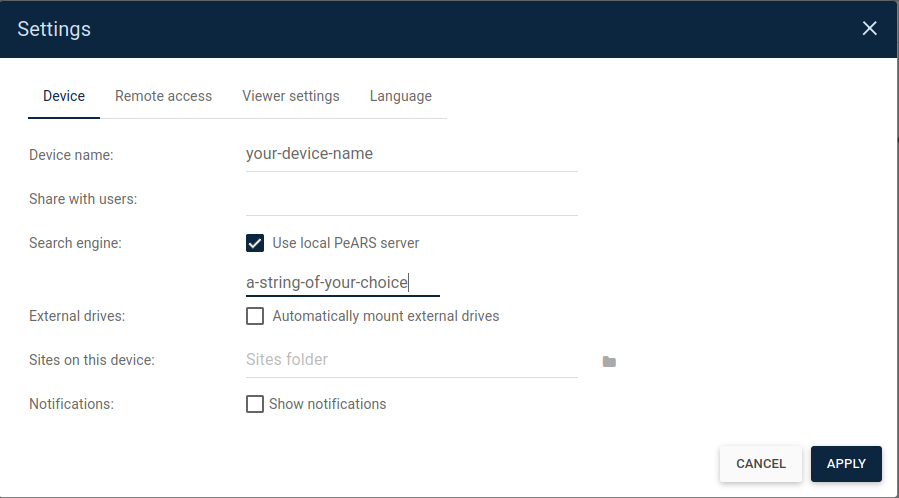 Settings
Device Remote access Viewer settings Language
Device name: your-device-name
Share with users:
Search engine: Use local PeARS server
a-string-of-your-choice
External drives: Automatically mount external drives
Sites on this device: Sites folder
Notifications: Show notifications
CANCEL APPLY